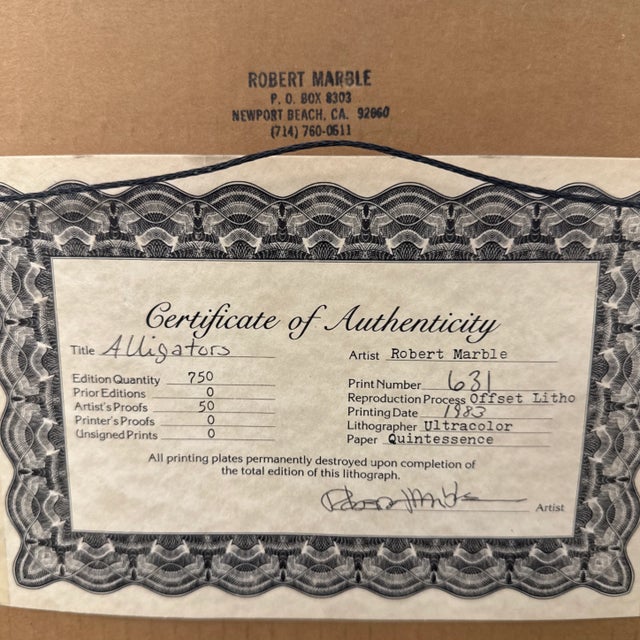 ROBERT MARBLE
P. O. BOX 8303
NEWPORT BEACH, CA. 92660
(714) 760-0511
Certificate of Authenticity
Title Alligators
Artist Robert Marble
Edition Quantity 750
Prior Editions 0
Artist's Proofs 50
Printer's Proofs 0
Unsigned Prints 0
Print Number 631
Reproduction Process Offset Litho
Printing Date 1983
Lithographer Ultracolor
Paper Quintessence
All printing plates permanently destroyed upon completion of
the total edition of this lithograph.
Robert Marble Artist